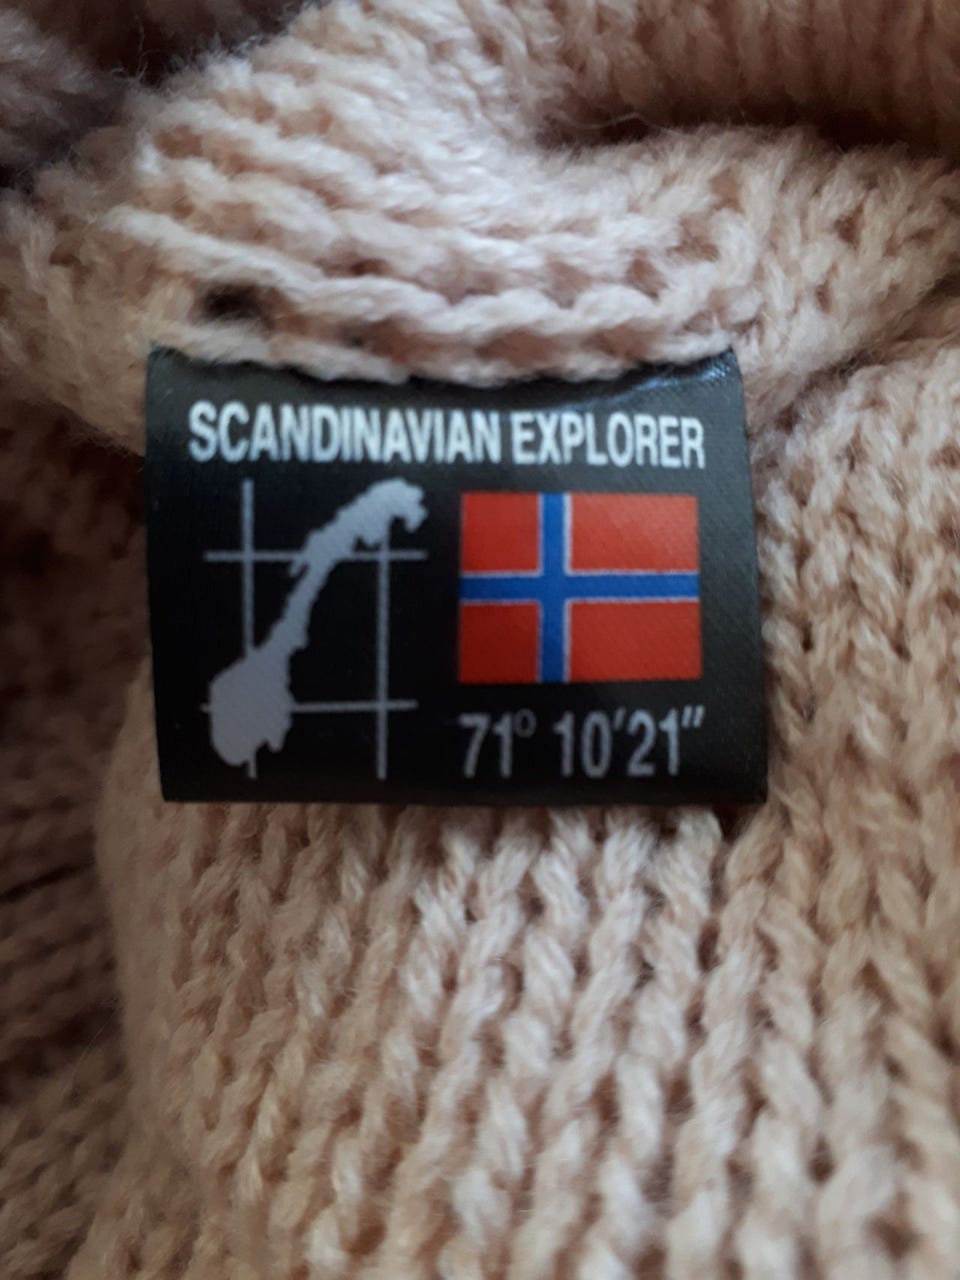 SCANDINAVIAN EXPLORER
71° 10'21"